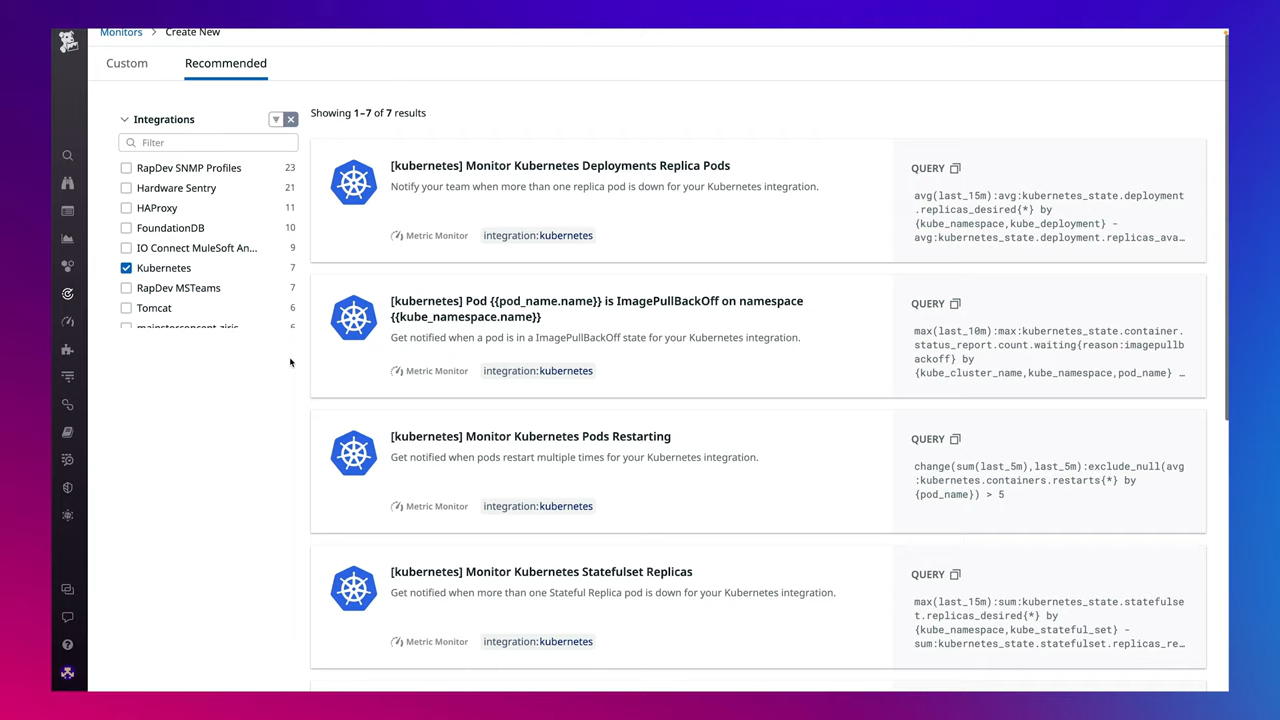 Monitors > Create New
Custom
Recommended
Integrations
Filter
RapDev SNMP Profiles 23
Hardware Sentry 21
HAProxy 11
FoundationDB 10
IO Connect MuleSoft An... 9
Kubernetes 7
RapDev MSTeams 7
Tomcat 6
Showing 1–7 of 7 results
[kubernetes] Monitor Kubernetes Deployments Replica Pods
Notify your team when more than one replica pod is down for your Kubernetes integration.
Metric Monitor
integration:kubernetes
QUERY
avg(last_15m):avg:kubernetes_state.deployment
.replicas_desired{*} by
{kube_namespace,kube_deployment} -
avg:kubernetes_state.deployment.replicas_ava…
[kubernetes] Pod {{pod_name.name}} is ImagePullBackOff on namespace
{{kube_namespace.name}}
Get notified when a pod is in a ImagePullBackOff state for your Kubernetes integration.
Metric Monitor
integration:kubernetes
QUERY
max(last_10m):max:kubernetes_state.container.
status_report.count.waiting{reason:imagepullb
ackoff} by
{kube_cluster_name,kube_namespace,pod_name} …
[kubernetes] Monitor Kubernetes Pods Restarting
Get notified when pods restart multiple times for your Kubernetes integration.
Metric Monitor
integration:kubernetes
QUERY
change(sum(last_5m),last_5m):exclude_null(avg
:kubernetes.containers.restarts{*} by
{pod_name}) > 5
[kubernetes] Monitor Kubernetes Statefulset Replicas
Get notified when more than one Stateful Replica pod is down for your Kubernetes integration.
Metric Monitor
integration:kubernetes
QUERY
max(last_15m):sum:kubernetes_state.statefulse
t.replicas_desired{*} by
{kube_namespace,kube_stateful_set} -
sum:kubernetes_state.statefulset.replicas_re…